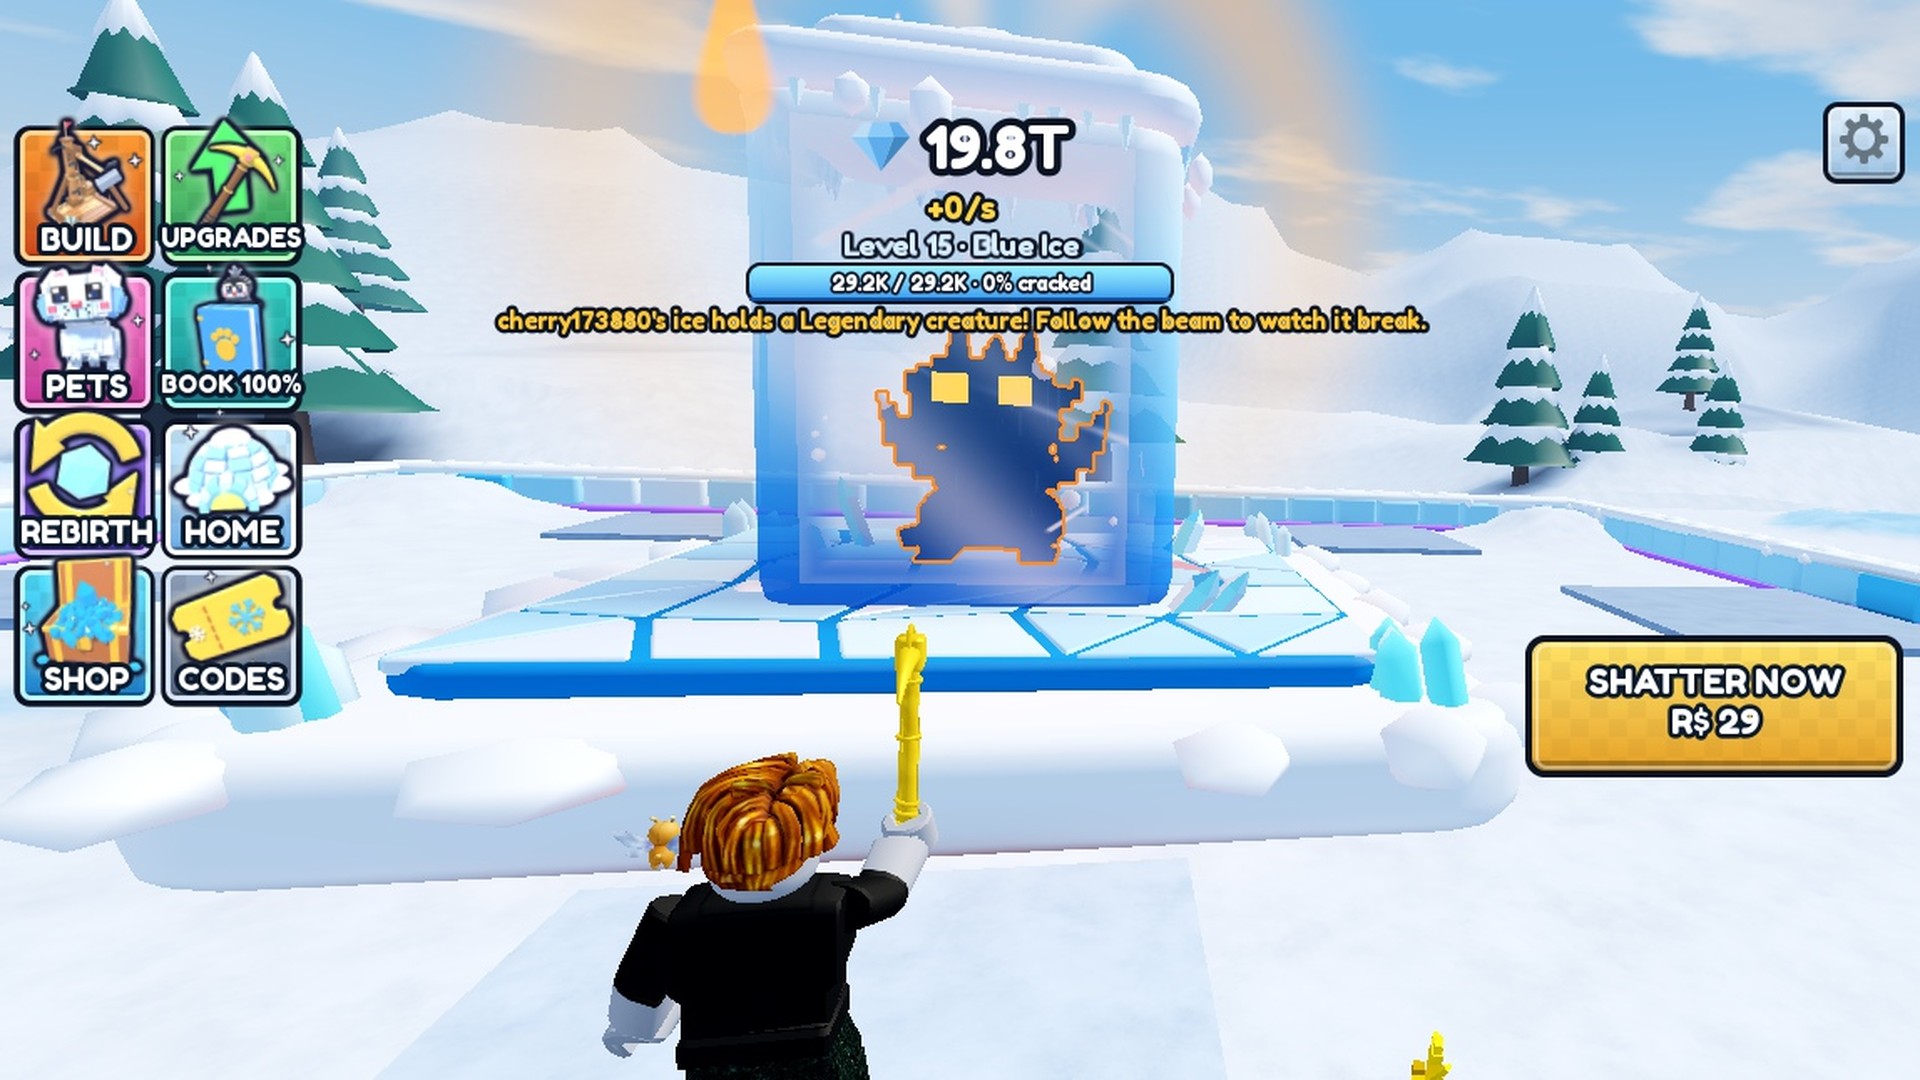 19.8T
+0/s
Level 15 · Blue Ice
29.2K / 29.2K · 0% cracked
cherry173880's ice holds a Legendary creature! Follow the beam to watch it break.
BUILD
UPGRADES
PETS
BOOK 100%
REBIRTH
HOME
SHOP
CODES
SHATTER NOW
R$ 29